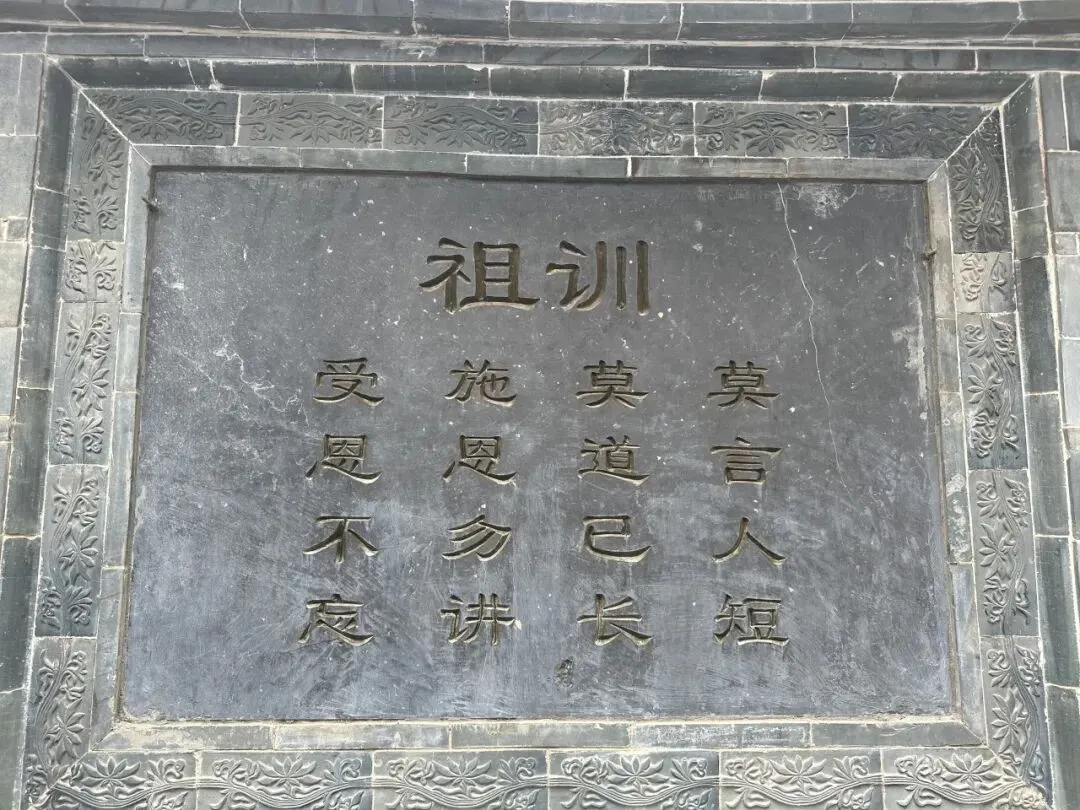 祖训
莫言人短
莫道己长
施恩勿讲
受恩不忘